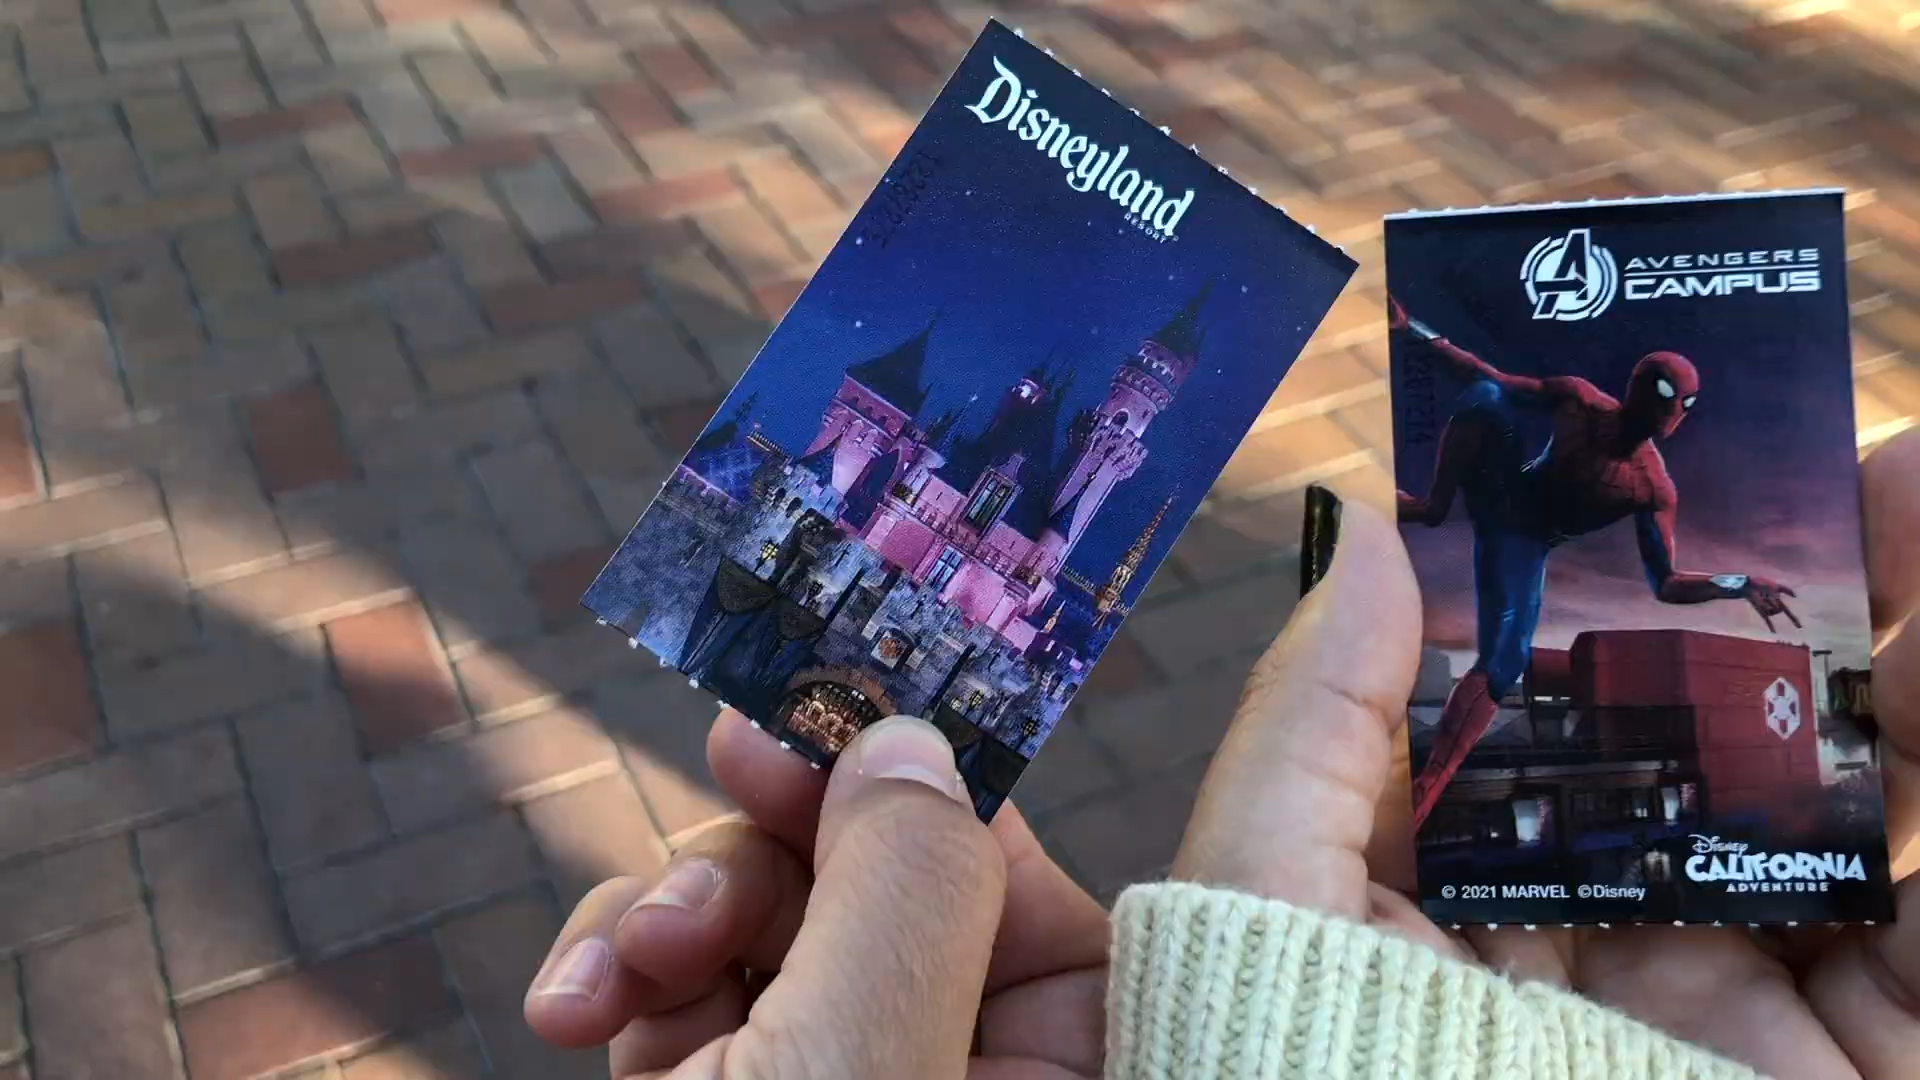 Disneyland
RESORT
AVENGERS
CAMPUS
© 2021 MARVEL ©Disney
Disney
CALIFORNIA
ADVENTURE